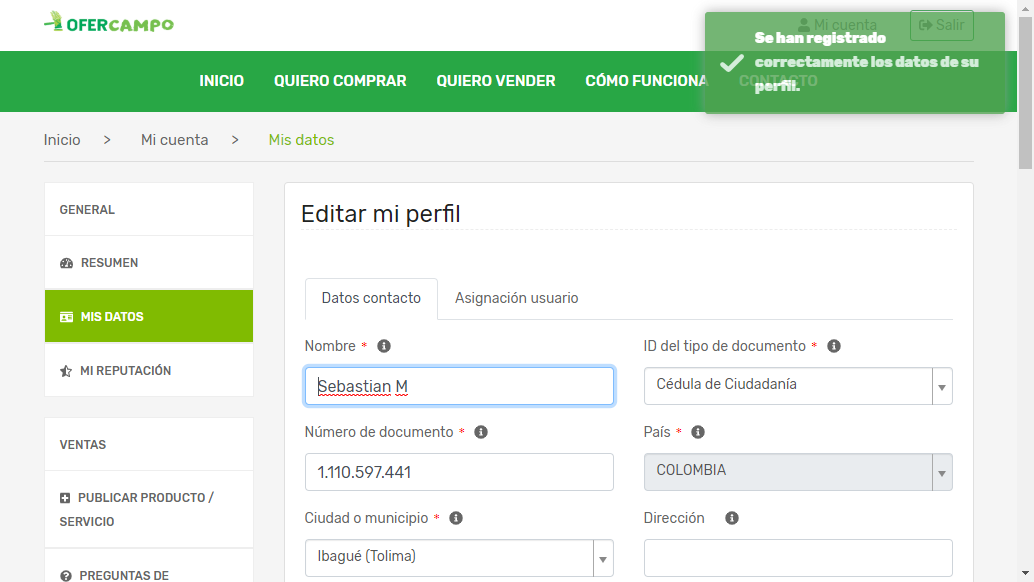 OFERCAMPO
Mi cuenta
Salir
Se han registrado
correctamente los datos de su
perfil.
INICIO
QUIERO COMPRAR
QUIERO VENDER
CÓMO FUNCIONA
CONTACTO
Inicio > Mi cuenta > Mis datos
GENERAL
RESUMEN
MIS DATOS
MI REPUTACIÓN
VENTAS
PUBLICAR PRODUCTO /
SERVICIO
PREGUNTAS DE
Editar mi perfil
Datos contacto
Asignación usuario
Nombre *
Sebastian M
ID del tipo de documento *
Cédula de Ciudadanía
Número de documento *
1.110.597.441
País *
COLOMBIA
Ciudad o municipio *
Ibagué (Tolima)
Dirección